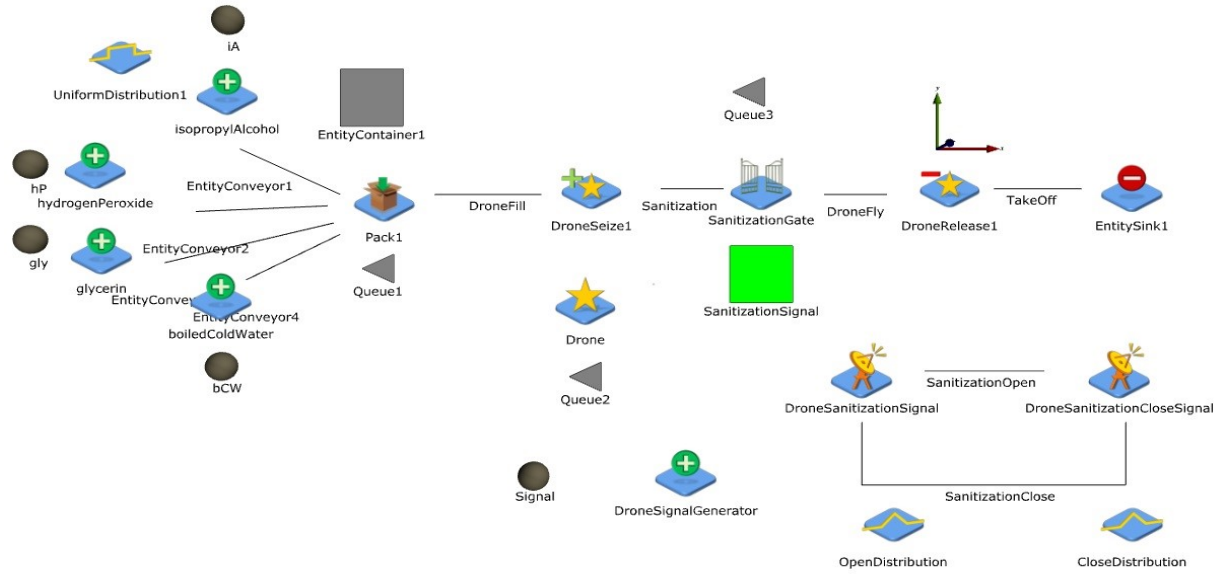 iA
UniformDistribution1
isopropylAlcohol
EntityContainer1
Queue3
y
x
hP
hydrogenPeroxide
EntityConveyor1
DroneFill
Sanitization
SanitizationGate
DroneFly
TakeOff
DroneSeize1
DroneRelease1
EntitySink1
Pack1
gly
EntityConveyor2
glycerin
Queue1
EntityConvey
EntityConveyor4
boiledColdWater
SanitizationSignal
Drone
bCW
Queue2
SanitizationOpen
DroneSanitizationSignal
DroneSanitizationCloseSignal
Signal
DroneSignalGenerator
SanitizationClose
OpenDistribution
CloseDistribution